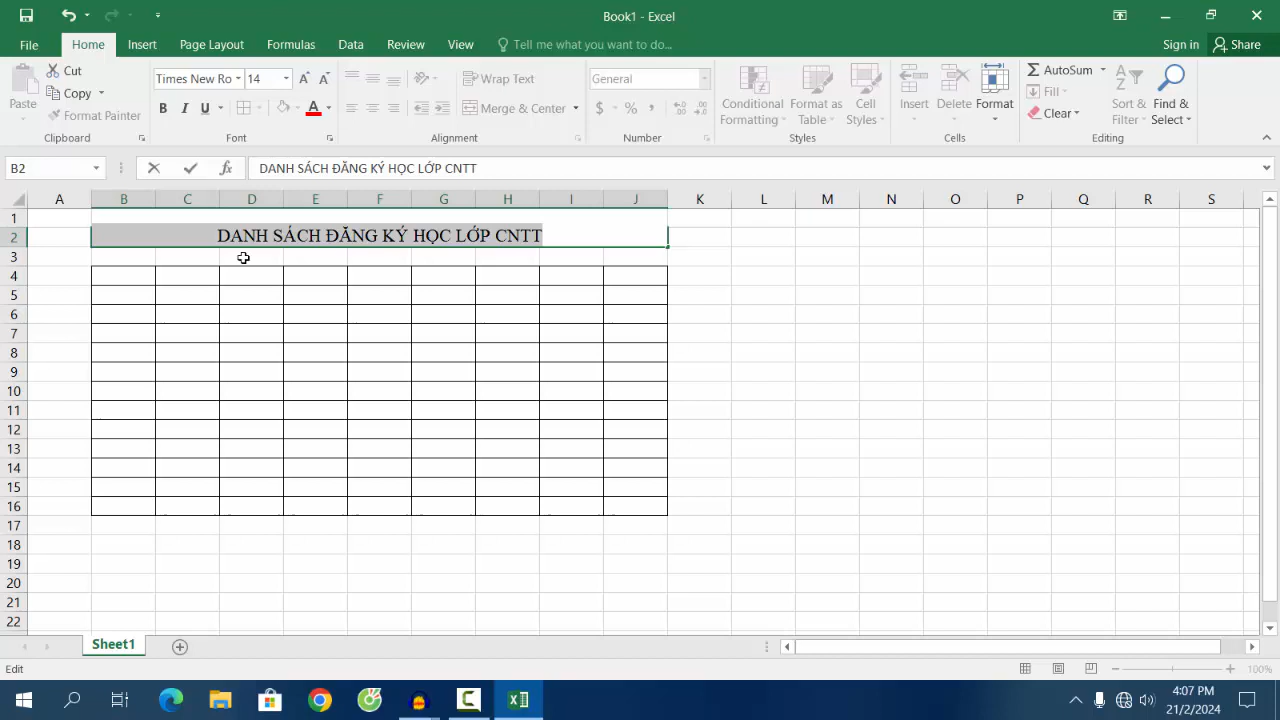 Book1 - Excel
File Home Insert Page Layout Formulas Data Review View Tell me what you want to do... Sign in Share
Paste Cut Copy Format Painter
Clipboard
Times New Ro 14
B I U A
Font
Wrap Text
Merge & Center
Alignment
General
$ % ,
Number
Conditional Formatting
Format as Table
Cell Styles
Styles
Insert Delete Format
Cells
AutoSum
Fill
Clear
Sort & Filter
Find & Select
Editing
B2 fx DANH SÁCH ĐĂNG KÝ HỌC LỚP CNTT
A B C D E F G H I J K L M N O P Q R S
1
2 DANH SÁCH ĐĂNG KÝ HỌC LỚP CNTT
3
4
5
6
7
8
9
10
11
12
13
14
15
16
17
18
19
20
21
22
Sheet1
Edit 100%
4:07 PM
21/2/2024